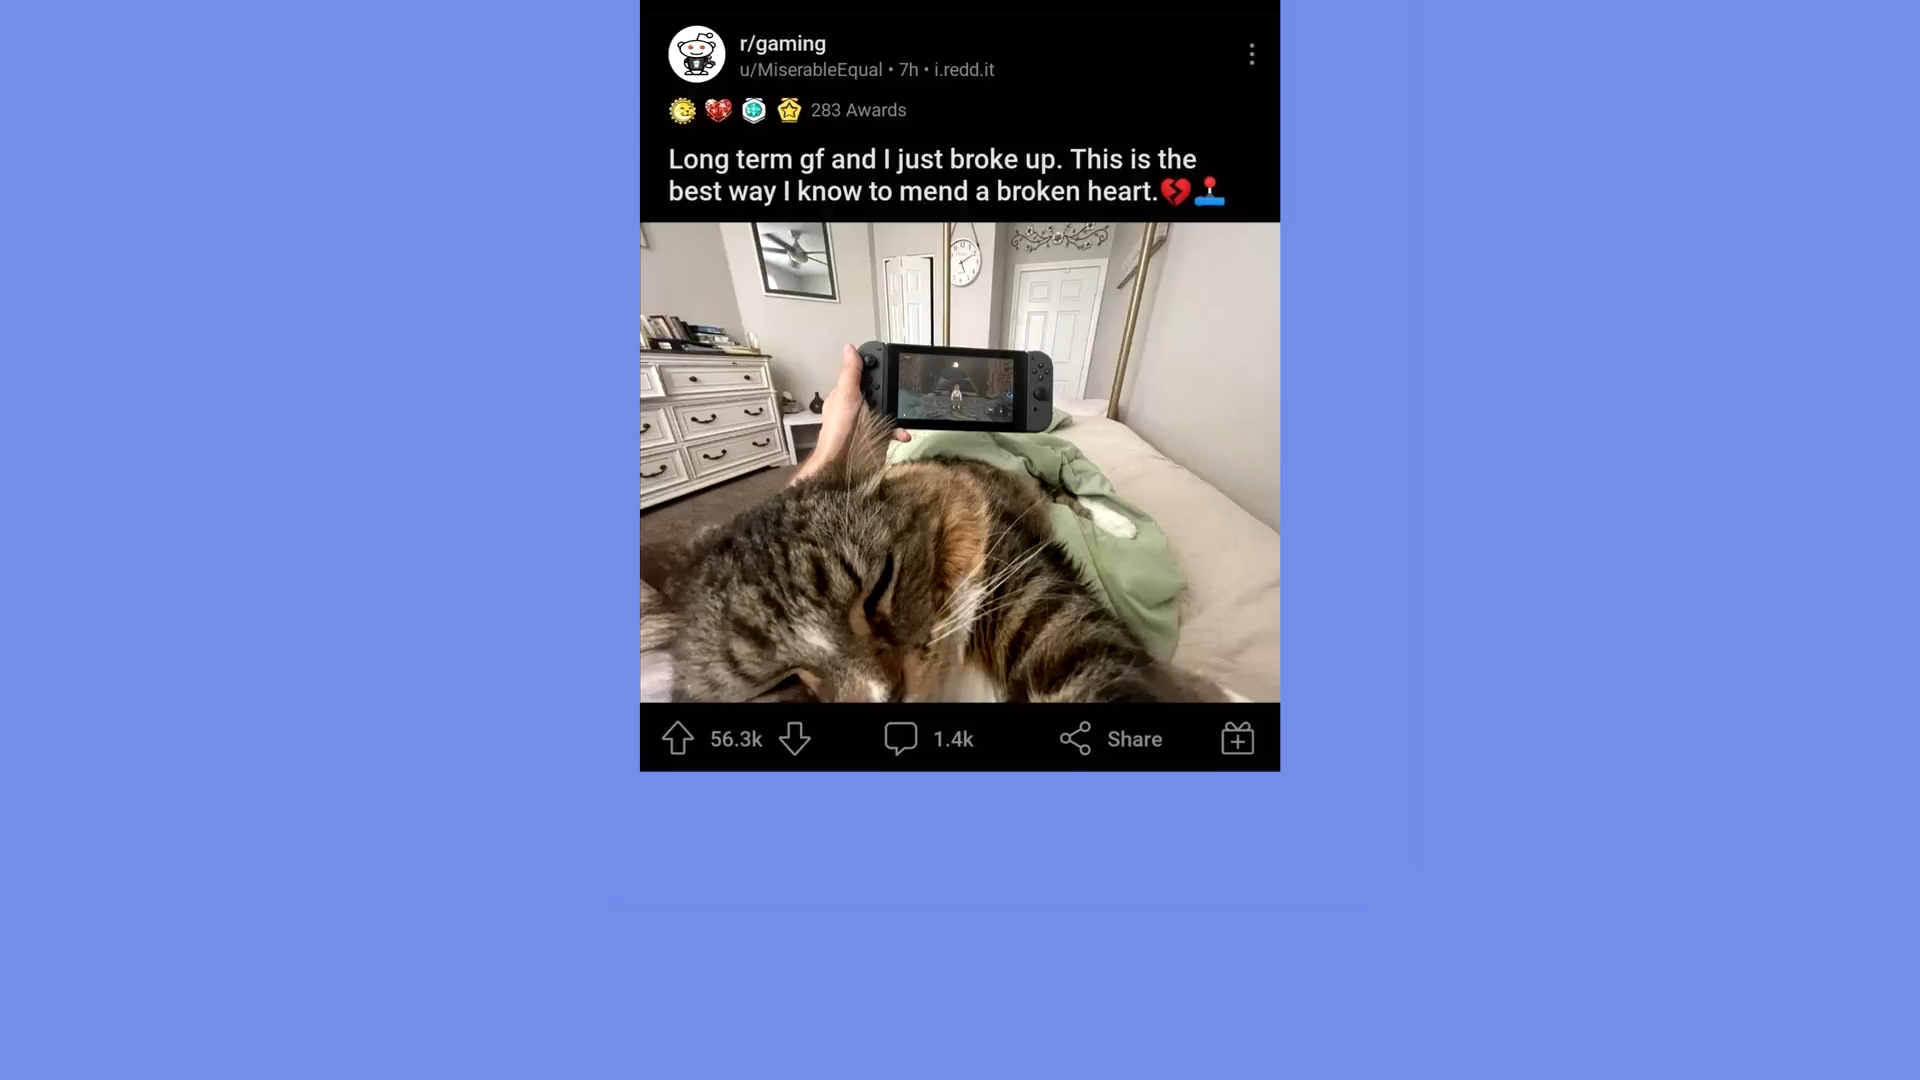 r/gaming
u/MiserableEqual • 7h • i.redd.it
283 Awards
Long term gf and I just broke up. This is the
best way I know to mend a broken heart.💔🕹️
56.3k
1.4k
Share